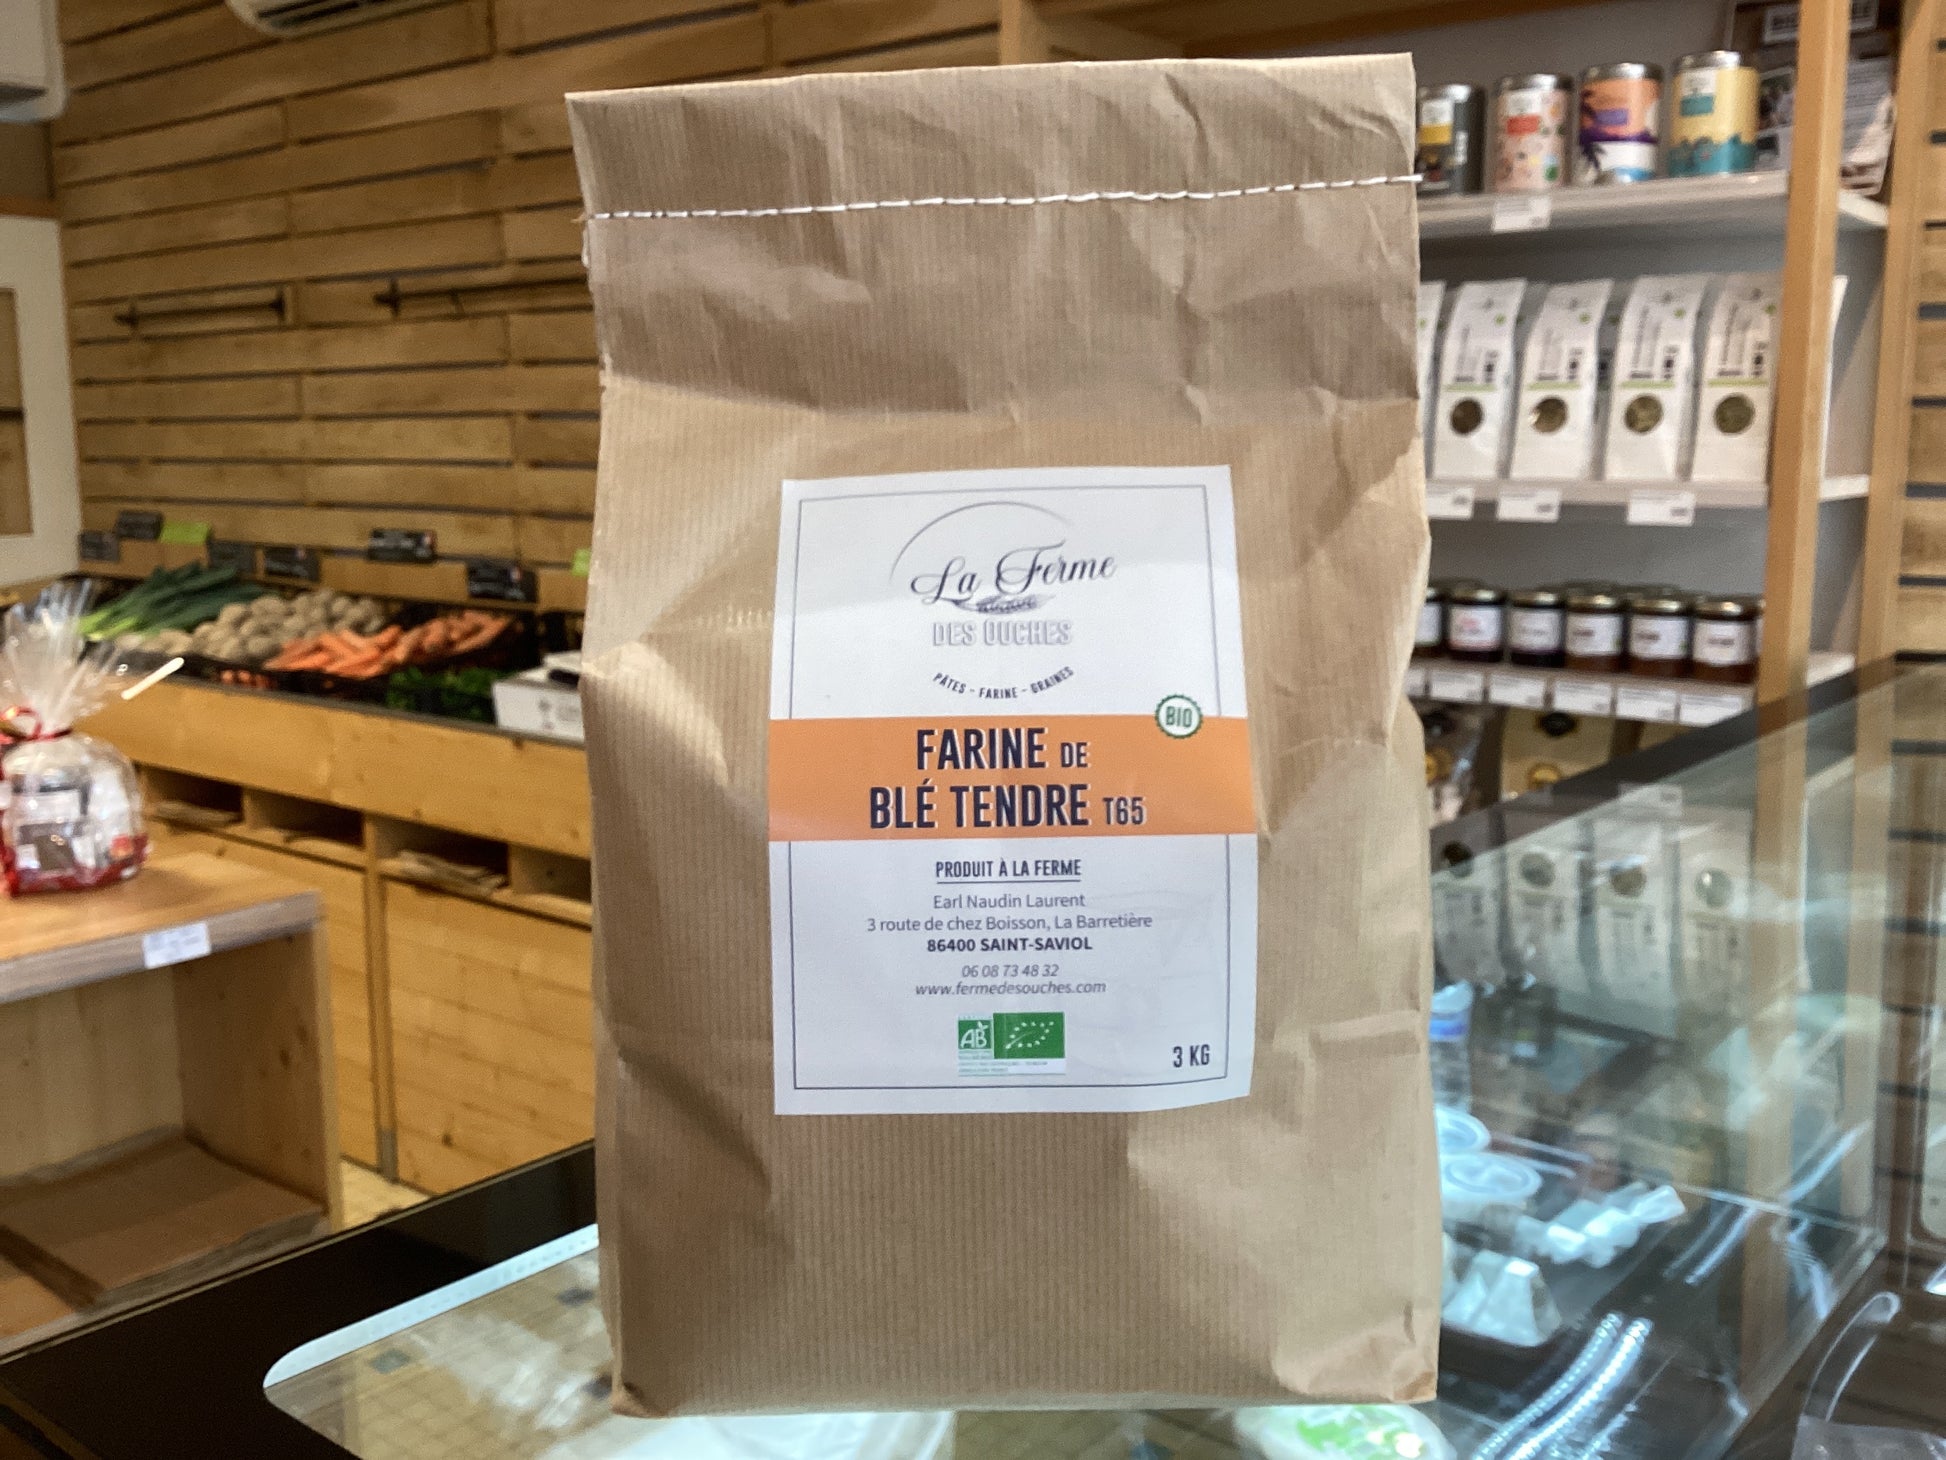 La Ferme
DES OUCHES
PÂTES - FARINE - GRAINES
BIO
FARINE DE
BLÉ TENDRE T65
PRODUIT À LA FERME
Earl Naudin Laurent
3 route de chez Boisson, La Barretière
86400 SAINT-SAVIOL
06 08 73 48 32
www.fermedesouches.com
AB
3 KG